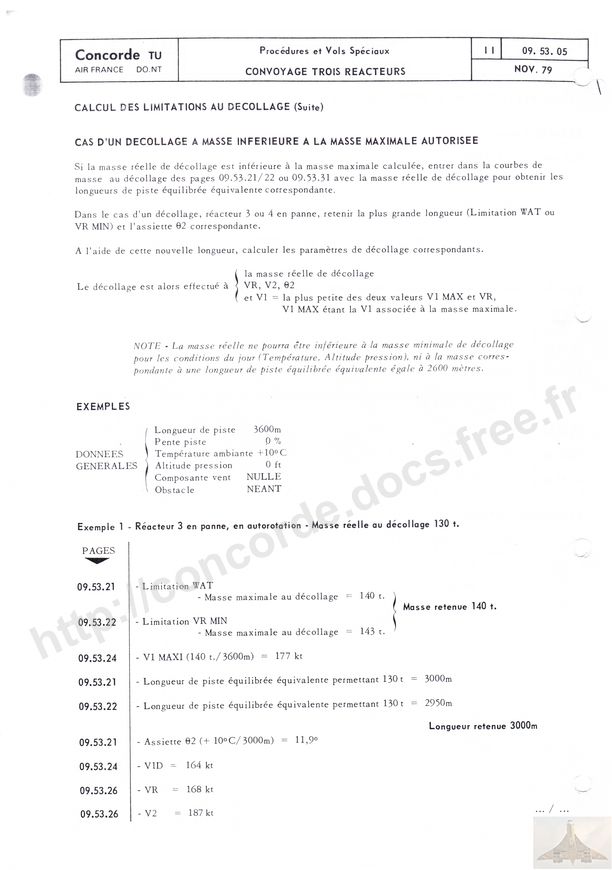 Concorde TU
AIR FRANCE DO.NT
Procédures et Vols Spéciaux
CONVOYAGE TROIS REACTEURS
11
09. 53. 05
NOV. 79
CALCUL DES LIMITATIONS AU DECOLLAGE (Suite)
CAS D'UN DECOLLAGE A MASSE INFERIEURE A LA MASSE MAXIMALE AUTORISEE
Si la masse réelle de décollage est inférieure à la masse maximale calculée, entrer dans la courbes de
masse au décollage des pages 09.53.21/22 ou 09.53.31 avec la masse réelle de décollage pour obtenir les
longueurs de piste équilibrée équivalente correspondante.
Dans le cas d'un décollage, réacteur 3 ou 4 en panne, retenir la plus grande longueur (Limitation WAT ou
VR MIN) et l'assiette θ2 correspondante.
A l'aide de cette nouvelle longueur, calculer les paramètres de décollage correspondants.
Le décollage est alors effectué à
la masse réelle de décollage
VR, V2, θ2
et V1 = la plus petite des deux valeurs V1 MAX et VR,
V1 MAX étant la V1 associée à la masse maximale.
NOTE - La masse réelle ne pourra être inférieure à la masse minimale de décollage
pour les conditions du jour (Température, Altitude pression), ni à la masse corres-
pondante à une longueur de piste équilibrée équivalente égale à 2600 mètres.
EXEMPLES
DONNEES
GENERALES
Longueur de piste 3600m
Pente piste 0 %
Température ambiante +10°C
Altitude pression 0 ft
Composante vent NULLE
Obstacle NEANT
Exemple 1 - Réacteur 3 en panne, en autorotation - Masse réelle au décollage 130 t.
PAGES
09.53.21 - Limitation WAT
- Masse maximale au décollage = 140 t.
Masse retenue 140 t.
09.53.22 - Limitation VR MIN
- Masse maximale au décollage = 143 t.
09.53.24 - V1 MAXI (140 t./3600m) = 177 kt
09.53.21 - Longueur de piste équilibrée équivalente permettant 130 t = 3000m
09.53.22 - Longueur de piste équilibrée équivalente permettant 130 t = 2950m
Longueur retenue 3000m
09.53.21 - Assiette θ2 (+ 10°C/ 3000m) = 11,9°
09.53.24 - V1D = 164 kt
09.53.26 - VR = 168 kt
09.53.26 - V2 = 187 kt
... / ...
http://concorde.docs.free.fr